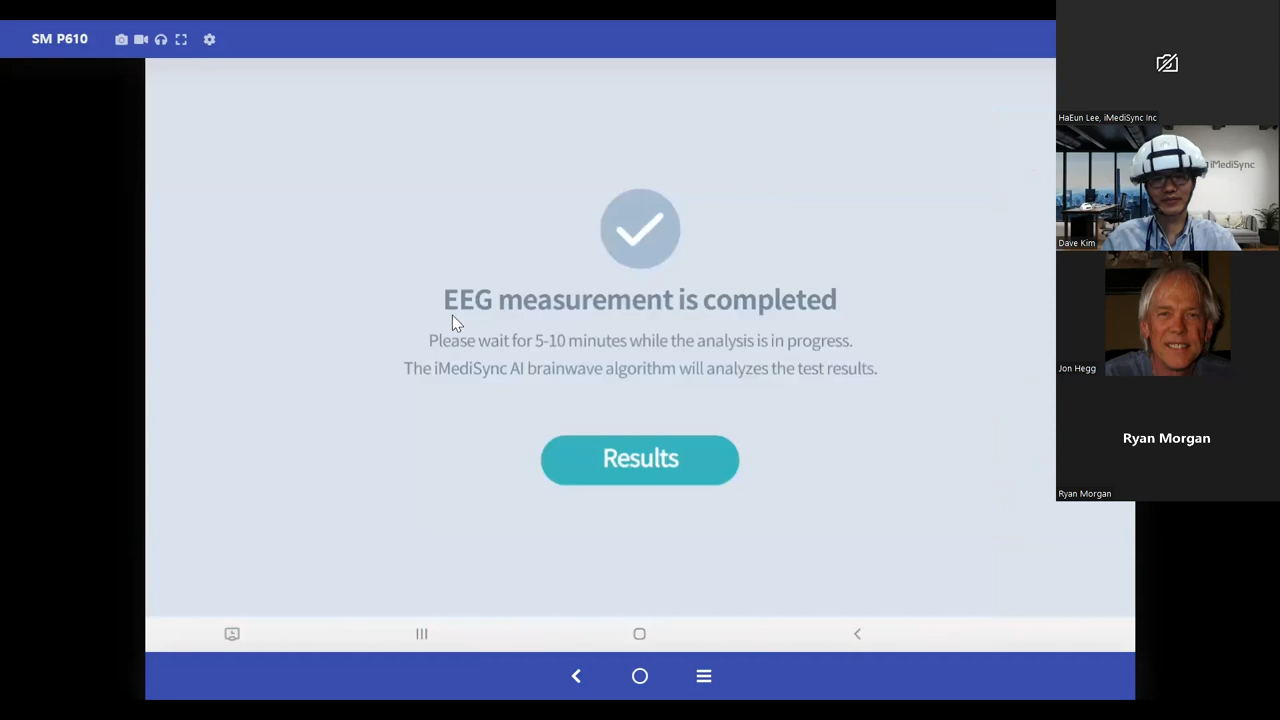 SM P610
HaEun Lee, iMediSync Inc
iMediSync
Dave Kim
Jon Hegg
Ryan Morgan
Ryan Morgan
EEG measurement is completed
Please wait for 5-10 minutes while the analysis is in progress.
The iMediSync AI brainwave algorithm will analyzes the test results.
Results